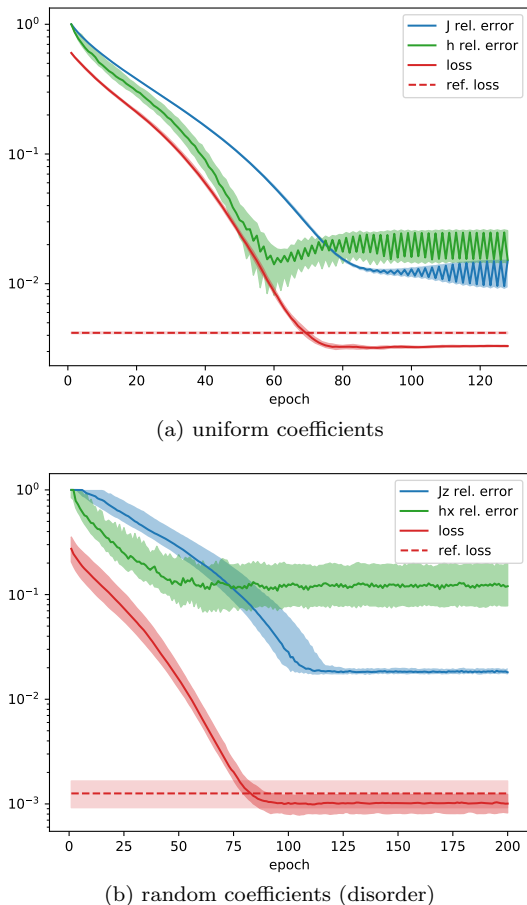 10⁰
10⁻¹
10⁻²
J rel. error
h rel. error
loss
ref. loss
0 20 40 60 80 100 120
epoch
(a) uniform coefficients
10⁰
10⁻¹
10⁻²
10⁻³
Jz rel. error
hx rel. error
loss
ref. loss
0 25 50 75 100 125 150 175 200
epoch
(b) random coefficients (disorder)